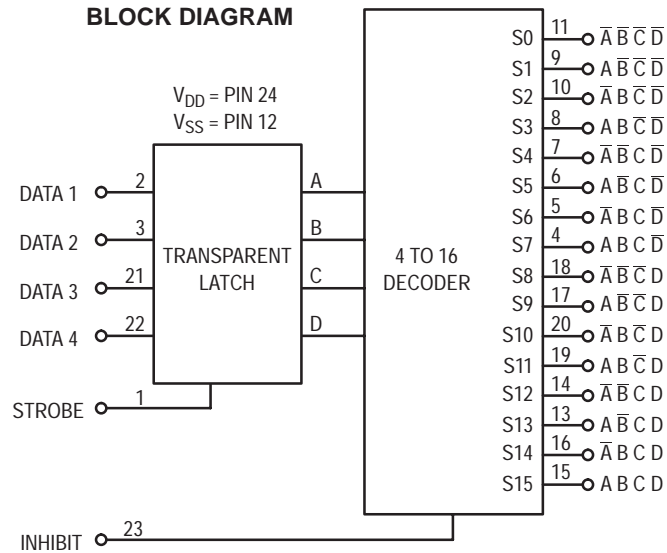 BLOCK DIAGRAM
V_DD = PIN 24
V_SS = PIN 12
DATA 1 2
DATA 2 3
DATA 3 21
DATA 4 22
STROBE 1
INHIBIT 23
TRANSPARENT
LATCH
A
B
C
D
4 TO 16
DECODER
S0 11 A̅ B̅ C̅ D̅
S1 9 A B̅ C̅ D̅
S2 10 A̅ B C̅ D̅
S3 8 A B C̅ D̅
S4 7 A̅ B̅ C D̅
S5 6 A B̅ C D̅
S6 5 A̅ B C D̅
S7 4 A B C D̅
S8 18 A̅ B̅ C̅ D
S9 17 A B̅ C̅ D
S10 20 A̅ B C̅ D
S11 19 A B C̅ D
S12 14 A̅ B̅ C D
S13 13 A B̅ C D
S14 16 A̅ B C D
S15 15 A B C D